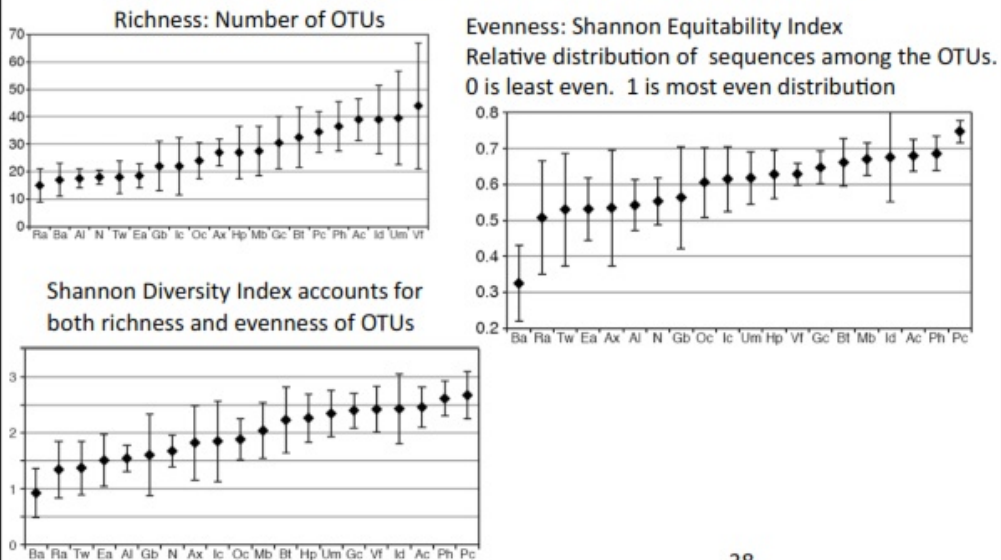 Richness: Number of OTUs
70
60
50
40
30
20
10
0
Ra Ba Al N Tw Ea Gb Ic Oc Ax Hp Mb Gc Bt Pc Ph Ac Id Um Vf
Evenness: Shannon Equitability Index
Relative distribution of sequences among the OTUs.
0 is least even. 1 is most even distribution
0.8
0.7
0.6
0.5
0.4
0.3
0.2
Ba Ra Tw Ea Ax Al N Gb Oc Ic Um Hp Vf Gc Bt Mb Id Ac Ph Pc
Shannon Diversity Index accounts for
both richness and evenness of OTUs
3
2
1
0
Ba Ra Tw Ea Al Gb N Ax Ic Oc Mb Bt Hp Um Gc Vf Id Ac Ph Pc